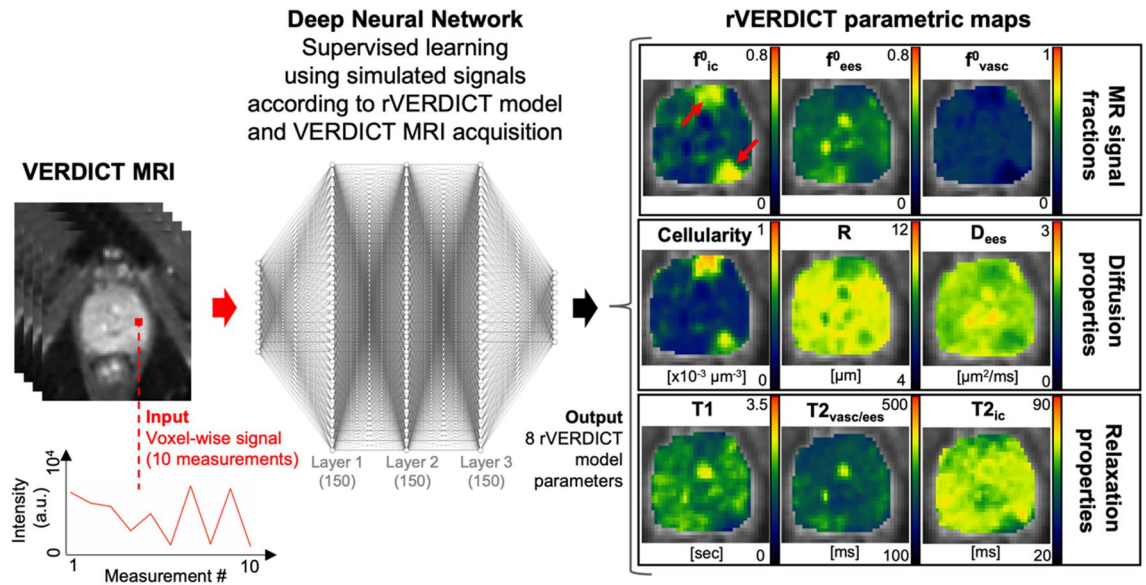 Deep Neural Network
Supervised learning
using simulated signals
according to rVERDICT model
and VERDICT MRI acquisition
VERDICT MRI
Input
Voxel-wise signal
(10 measurements)
Intensity
(a.u.)
10⁴
0
1
10
Measurement #
Layer 1
(150)
Layer 2
(150)
Layer 3
(150)
Output
8 rVERDICT
model
parameters
rVERDICT parametric maps
f⁰ic 0.8
0
f⁰ees 0.8
0
f⁰vasc 1
0
MR signal
fractions
Cellularity 1
[x10⁻³ µm⁻³] 0
R 12
[µm] 4
Dees 3
[µm²/ms] 0
Diffusion
properties
T1 3.5
[sec] 0
T2vasc/ees 500
[ms] 100
T2ic 90
[ms] 20
Relaxation
properties